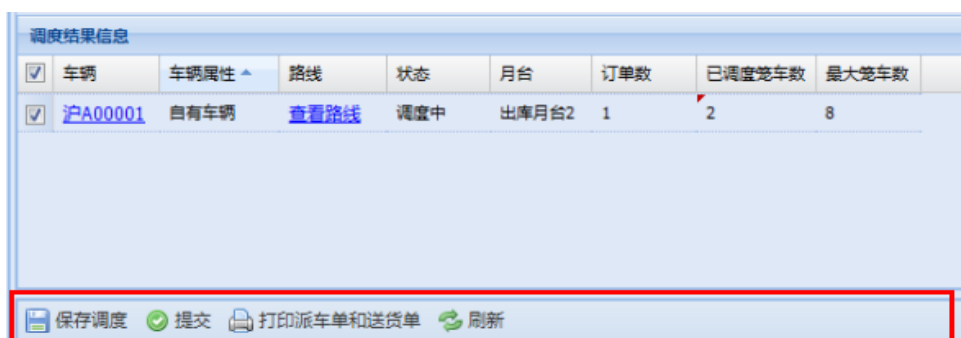 调度结果信息
车辆 车辆属性 路线 状态 月台 订单数 已调度笼车数 最大笼车数
沪A00001 自有车辆 查看路线 调度中 出库月台2 1 2 8
保存调度 提交 打印派车单和送货单 刷新